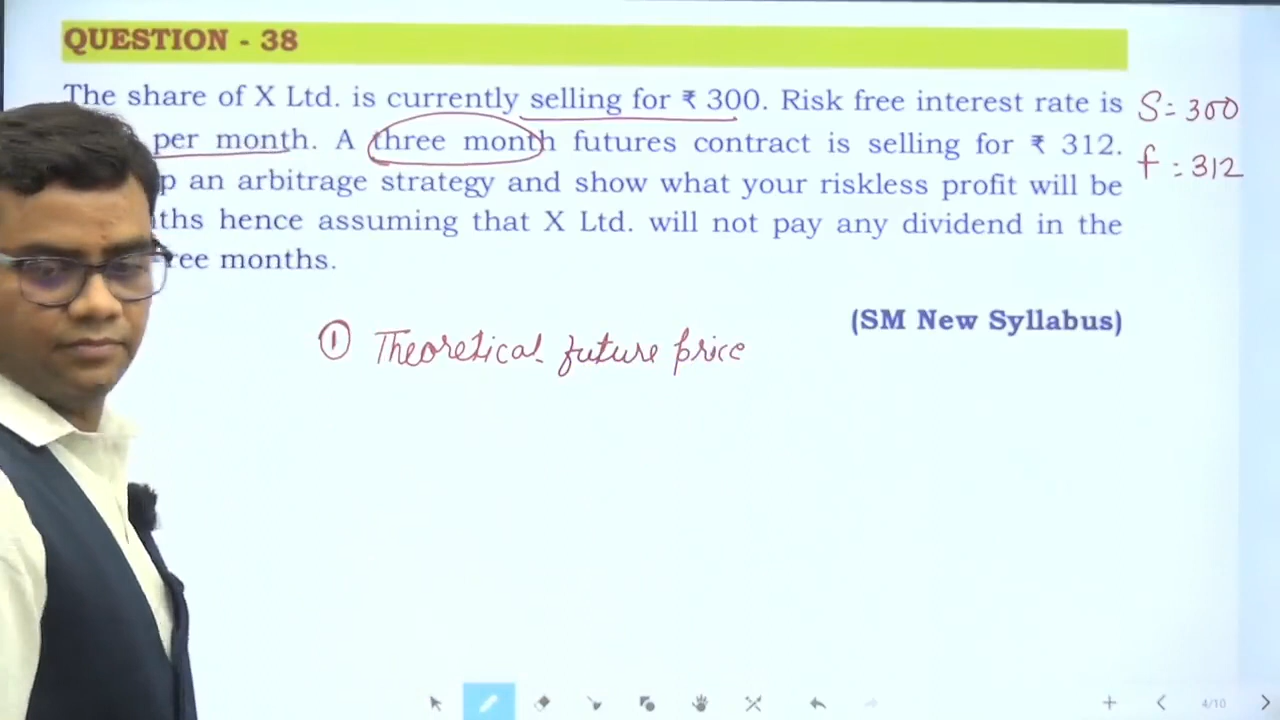 QUESTION - 38
The share of X Ltd. is currently selling for ₹ 300. Risk free interest rate is
per month. A three month futures contract is selling for ₹ 312.
p an arbitrage strategy and show what your riskless profit will be
ths hence assuming that X Ltd. will not pay any dividend in the
ree months.
S = 300
f = 312
(SM New Syllabus)
① Theoretical future price
4/10